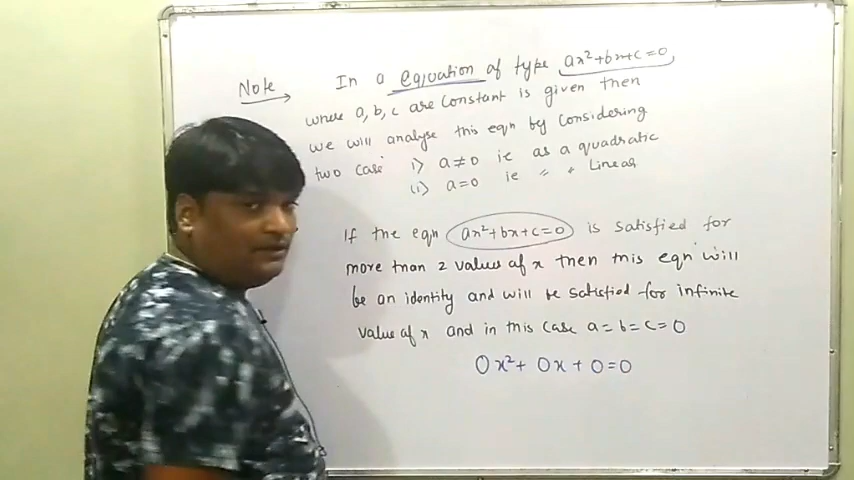 Note → In a equation of type ax²+bx+c=0
where a, b, c are constant is given then
we will analyse this eqn by considering
two case i) a≠0 ie as a quadratic
(ii) a=0 ie " " Linear
If the eqn ax²+bx+c=0 is satisfied for
more than 2 values of x then this eqn will
be an identity and will be satisfied for infinite
value of x and in this case a=b=c=0
0x²+ 0x + 0=0